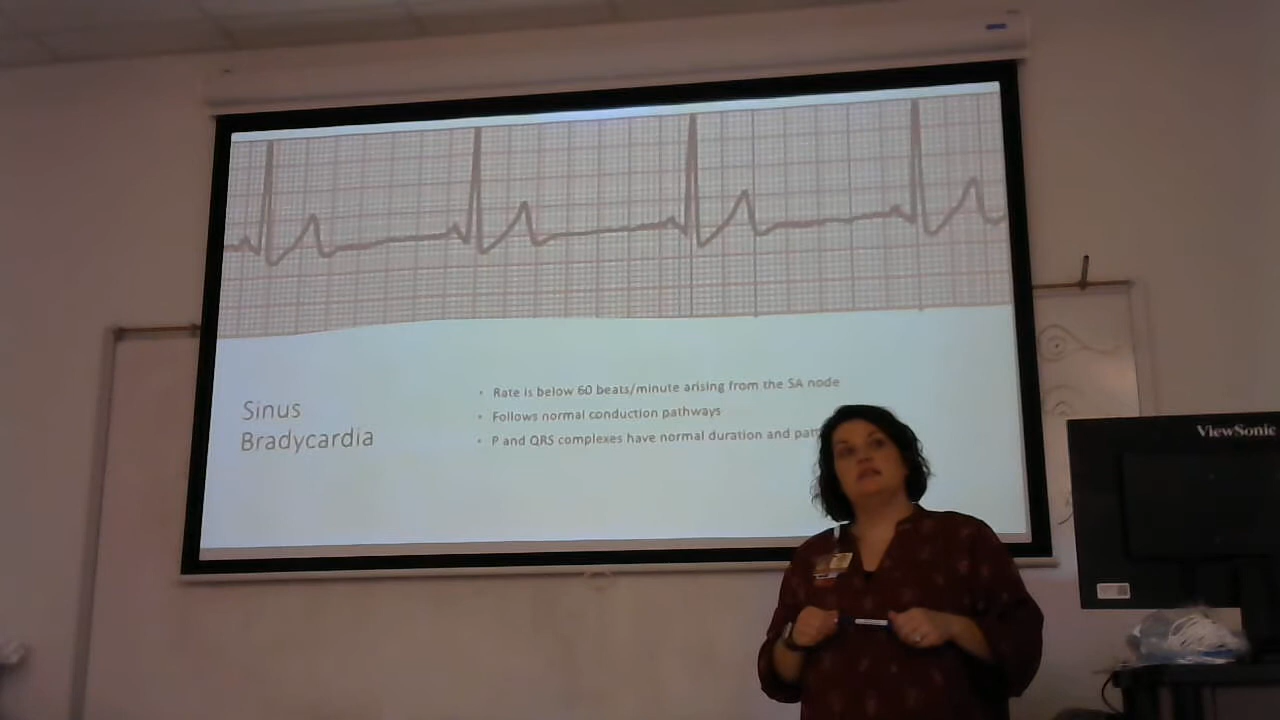 Sinus
Bradycardia
• Rate is below 60 beats/minute arising from the SA node
• Follows normal conduction pathways
• P and QRS complexes have normal duration and
ViewSonic